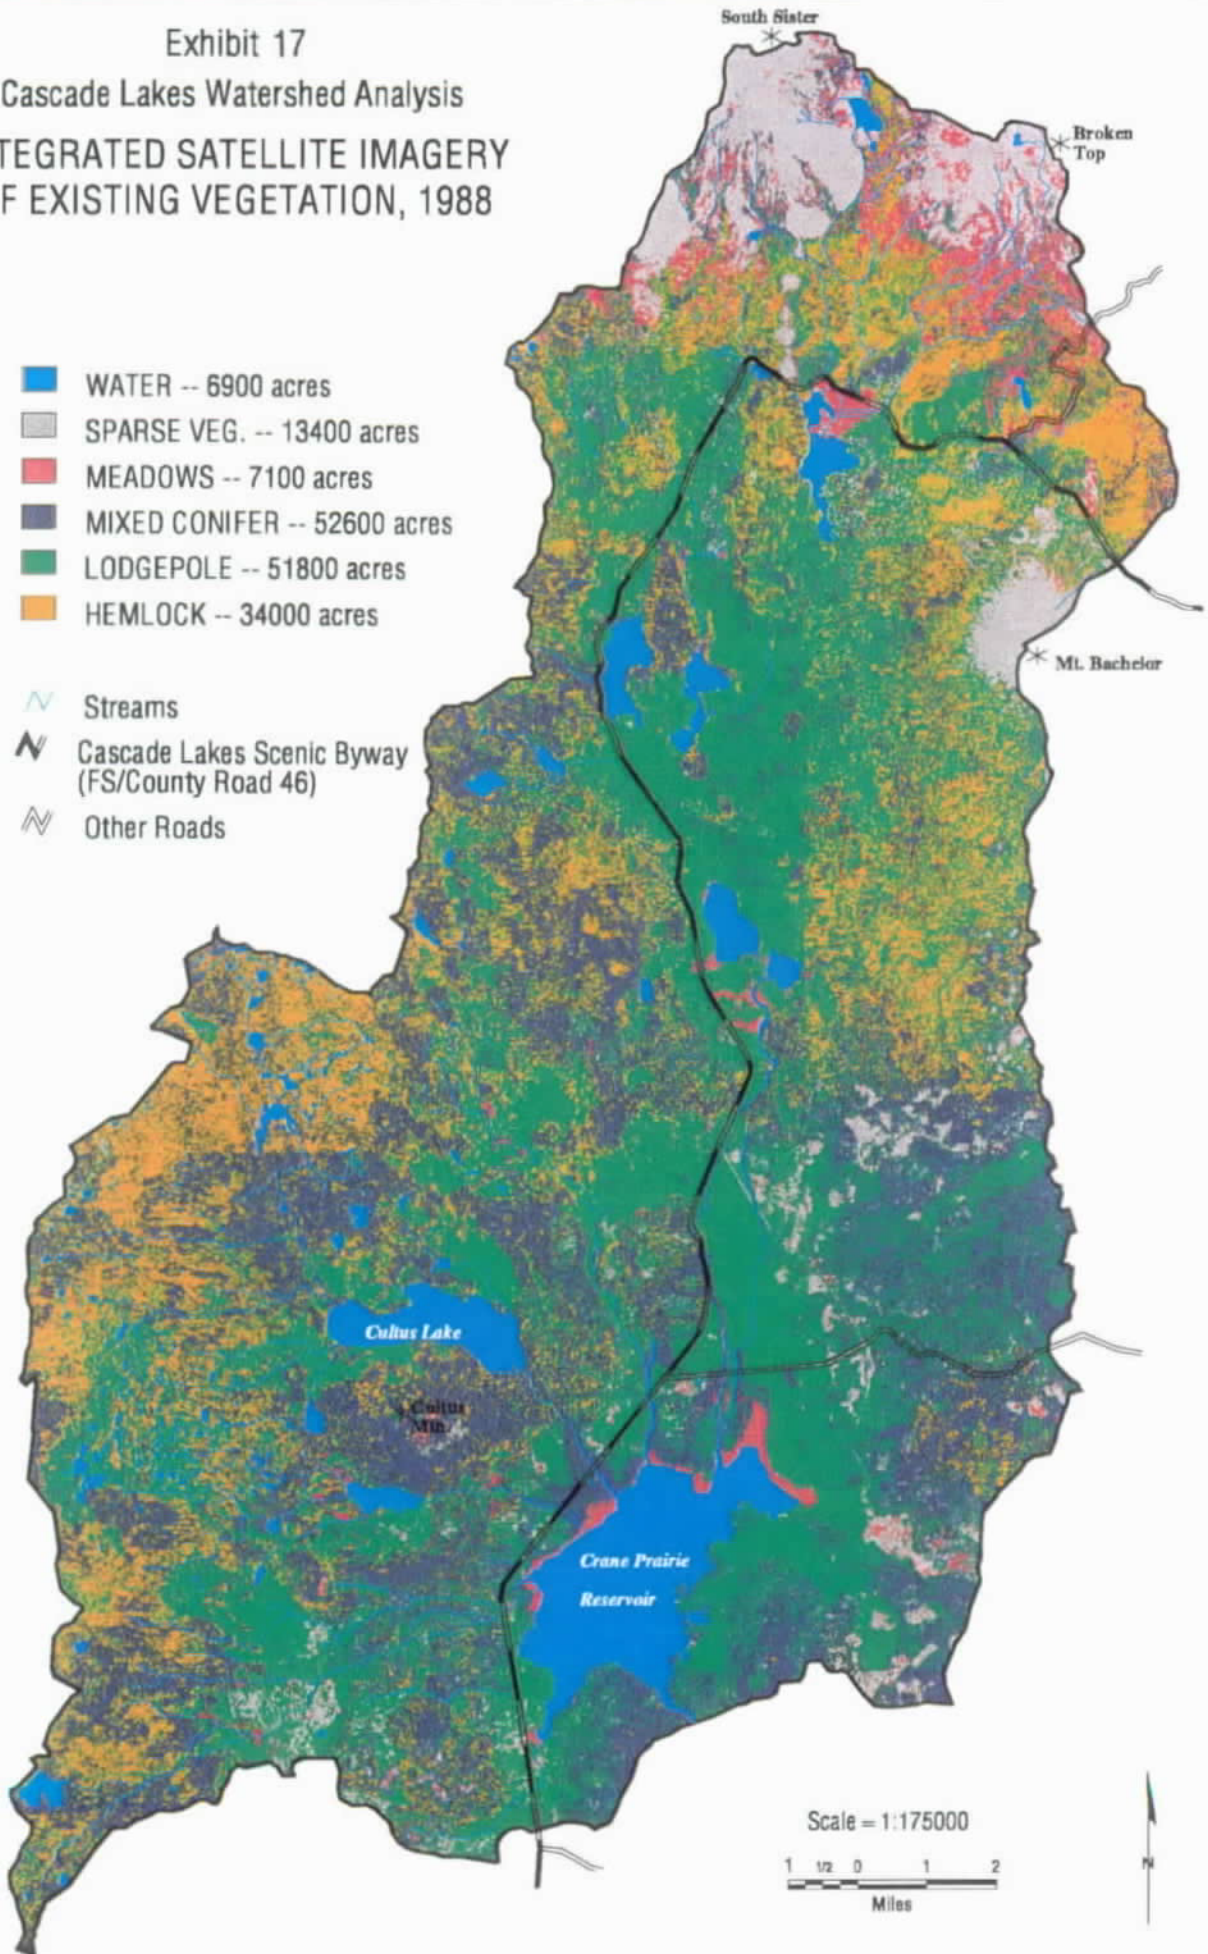 Exhibit 17
Cascade Lakes Watershed Analysis
TEGRATED SATELLITE IMAGERY
F EXISTING VEGETATION, 1988
WATER -- 6900 acres
SPARSE VEG. -- 13400 acres
MEADOWS -- 7100 acres
MIXED CONIFER -- 52600 acres
LODGEPOLE -- 51800 acres
HEMLOCK -- 34000 acres
Streams
Cascade Lakes Scenic Byway
(FS/County Road 46)
Other Roads
South Sister
Broken
Top
Mt. Bachelor
Cultus Lake
Cultus
Mtn.
Crane Prairie
Reservoir
Scale = 1:175000
1 1/2 0 1 2
Miles
N